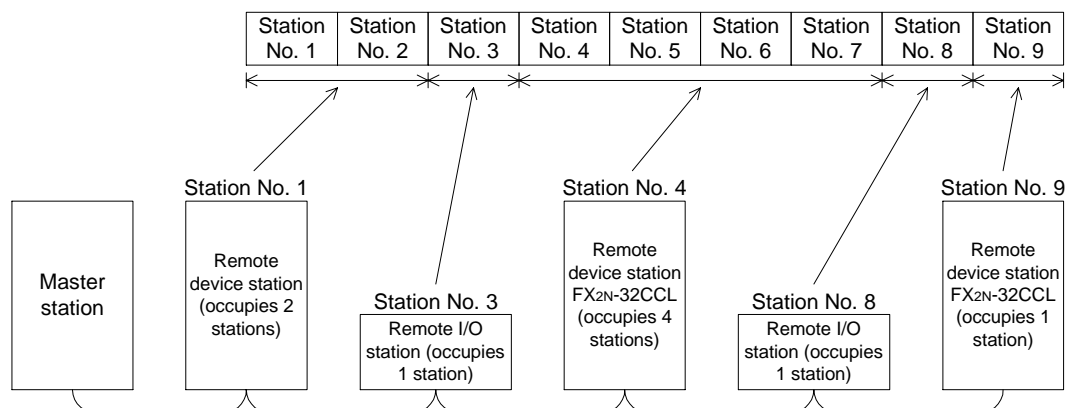 Station No. 1
Station No. 2
Station No. 3
Station No. 4
Station No. 5
Station No. 6
Station No. 7
Station No. 8
Station No. 9
Station No. 1
Station No. 4
Station No. 9
Master
station
Remote
device station
(occupies 2
stations)
Station No. 3
Remote I/O
station (occupies
1 station)
Remote
device station
FX2N-32CCL
(occupies 4
stations)
Station No. 8
Remote I/O
station (occupies
1 station)
Remote
device station
FX2N-32CCL
(occupies 1
station)